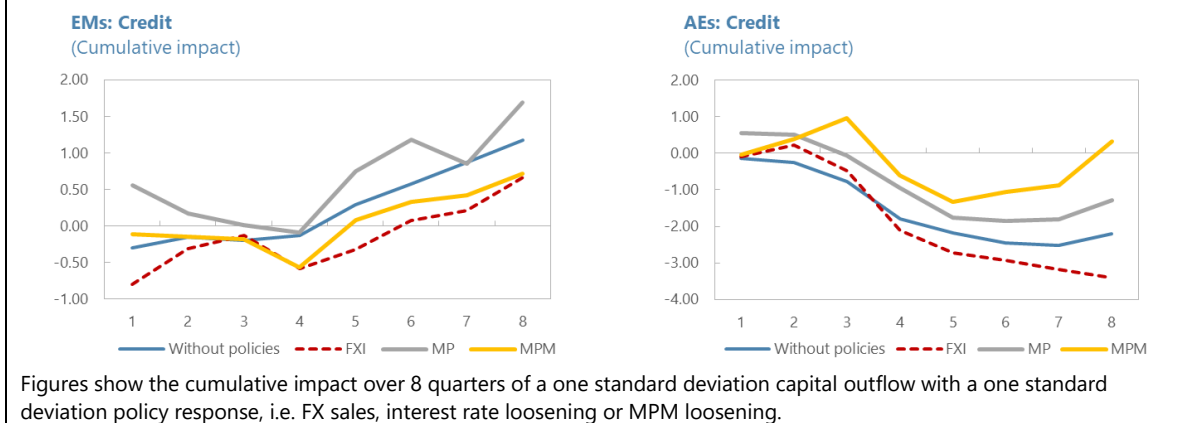 EMs: Credit
(Cumulative impact)
2.00
1.50
1.00
0.50
0.00
-0.50
-1.00
1 2 3 4 5 6 7 8
Without policies FXI MP MPM
AEs: Credit
(Cumulative impact)
2.00
1.00
0.00
-1.00
-2.00
-3.00
-4.00
1 2 3 4 5 6 7 8
Without policies FXI MP MPM
Figures show the cumulative impact over 8 quarters of a one standard deviation capital outflow with a one standard
deviation policy response, i.e. FX sales, interest rate loosening or MPM loosening.